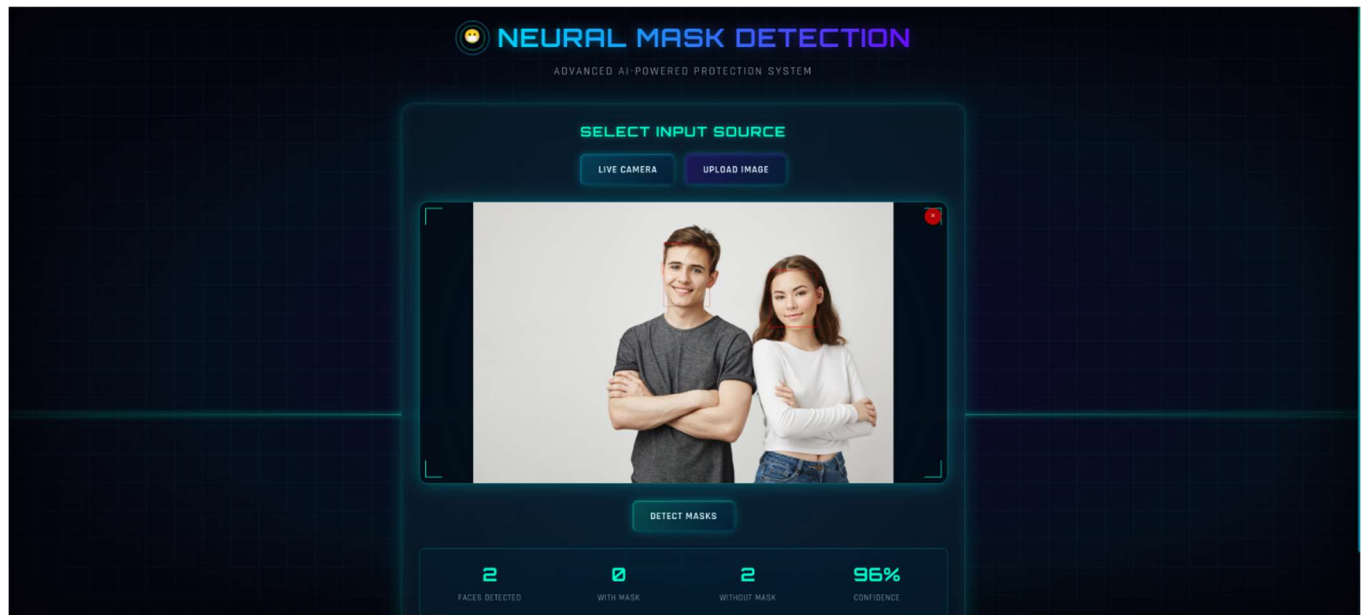 NEURAL MASK DETECTION
ADVANCED AI-POWERED PROTECTION SYSTEM
SELECT INPUT SOURCE
LIVE CAMERA UPLOAD IMAGE
×
DETECT MASKS
2 0 2 96%
FACES DETECTED WITH MASK WITHOUT MASK CONFIDENCE